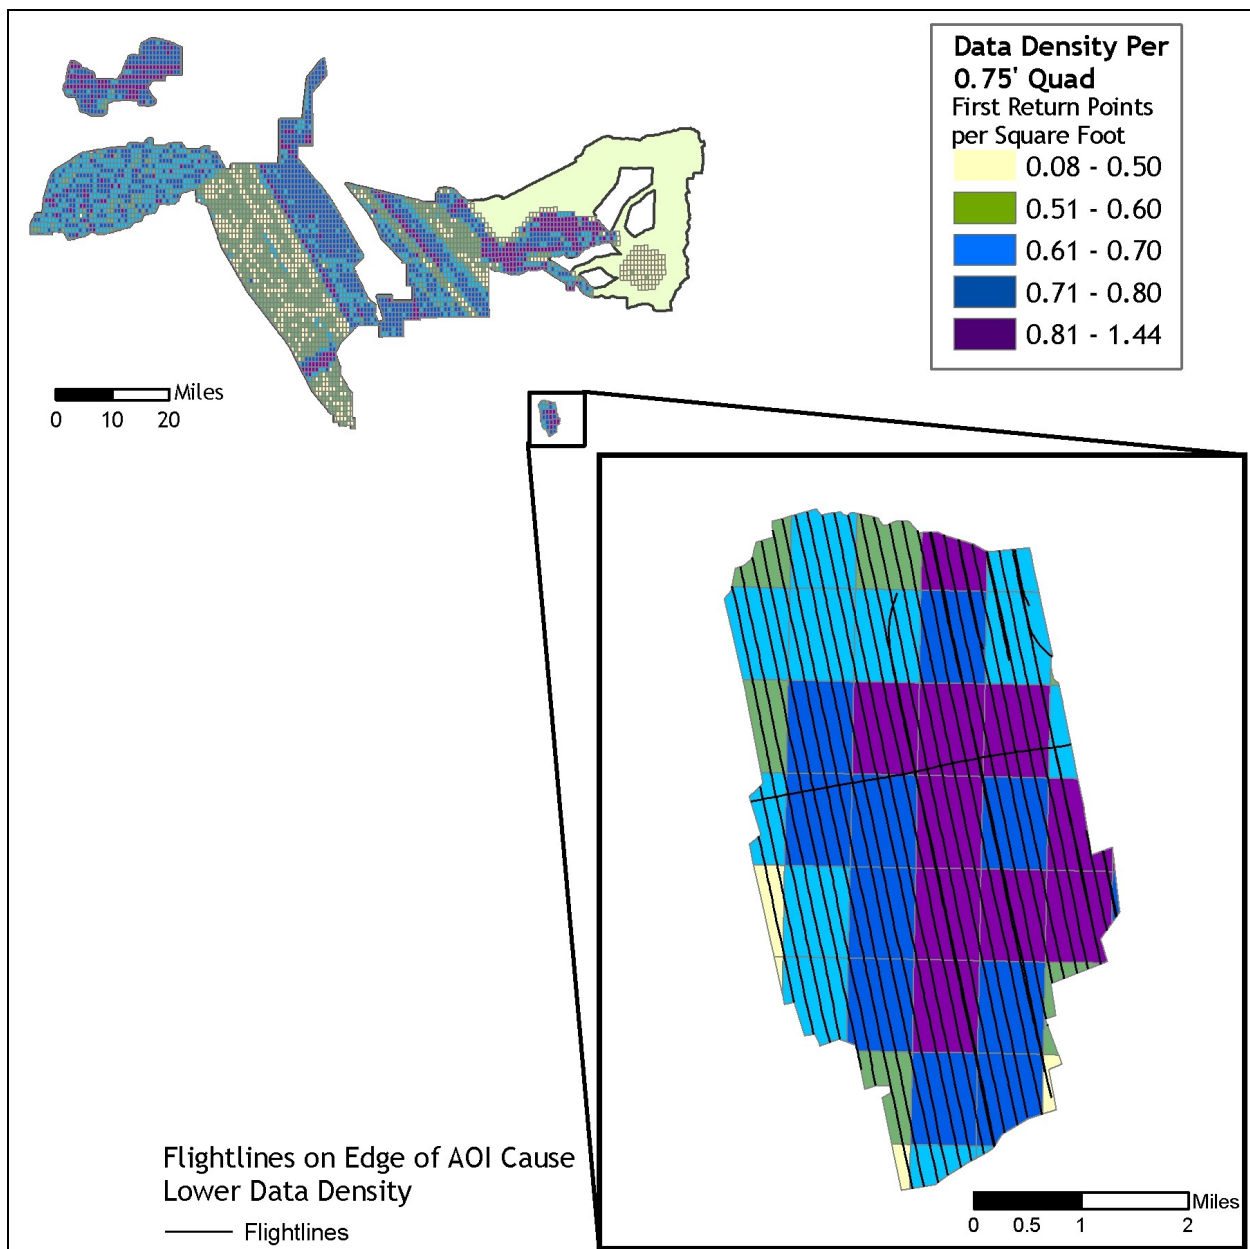 Data Density Per
0.75' Quad
First Return Points
per Square Foot
0.08 - 0.50
0.51 - 0.60
0.61 - 0.70
0.71 - 0.80
0.81 - 1.44
Miles
0 10 20
Flightlines on Edge of AOI Cause
Lower Data Density
Flightlines
Miles
0 0.5 1 2